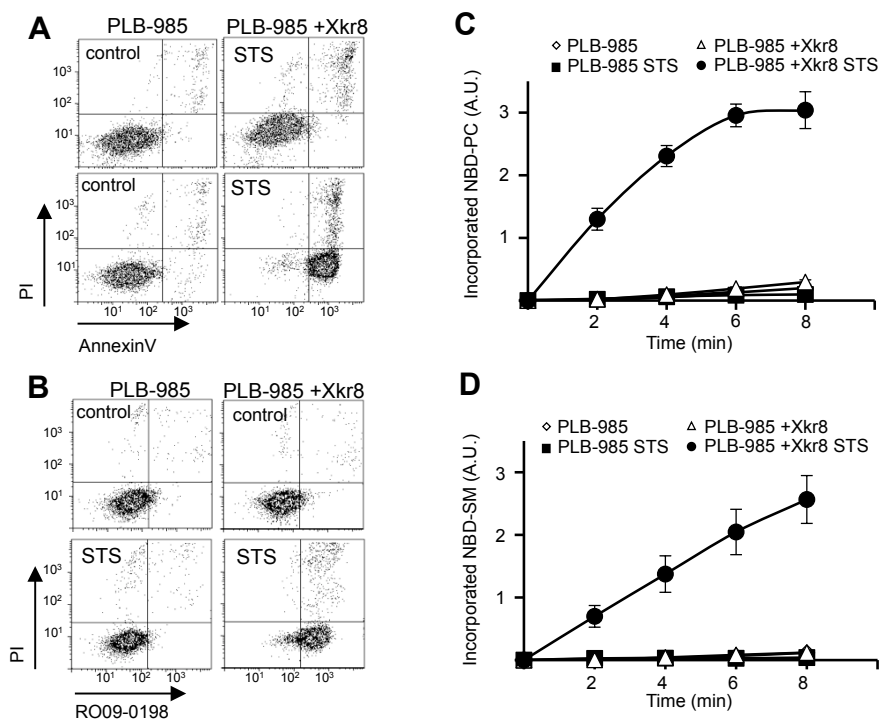 A
PLB-985 PLB-985 +Xkr8
control STS
10³
10²
10¹
control STS
10³
10²
10¹
10¹ 10² 10³ 10¹ 10² 10³
PI
AnnexinV
B
PLB-985 PLB-985 +Xkr8
control control
10³
10²
10¹
STS STS
10³
10²
10¹
10¹ 10² 10³ 10¹ 10² 10³
PI
RO09-0198
C
PLB-985 PLB-985 +Xkr8
PLB-985 STS PLB-985 +Xkr8 STS
Incorporated NBD-PC (A.U.)
3
2
1
2 4 6 8
Time (min)
D
PLB-985 PLB-985 +Xkr8
PLB-985 STS PLB-985 +Xkr8 STS
Incorporated NBD-SM (A.U.)
3
2
1
2 4 6 8
Time (min)